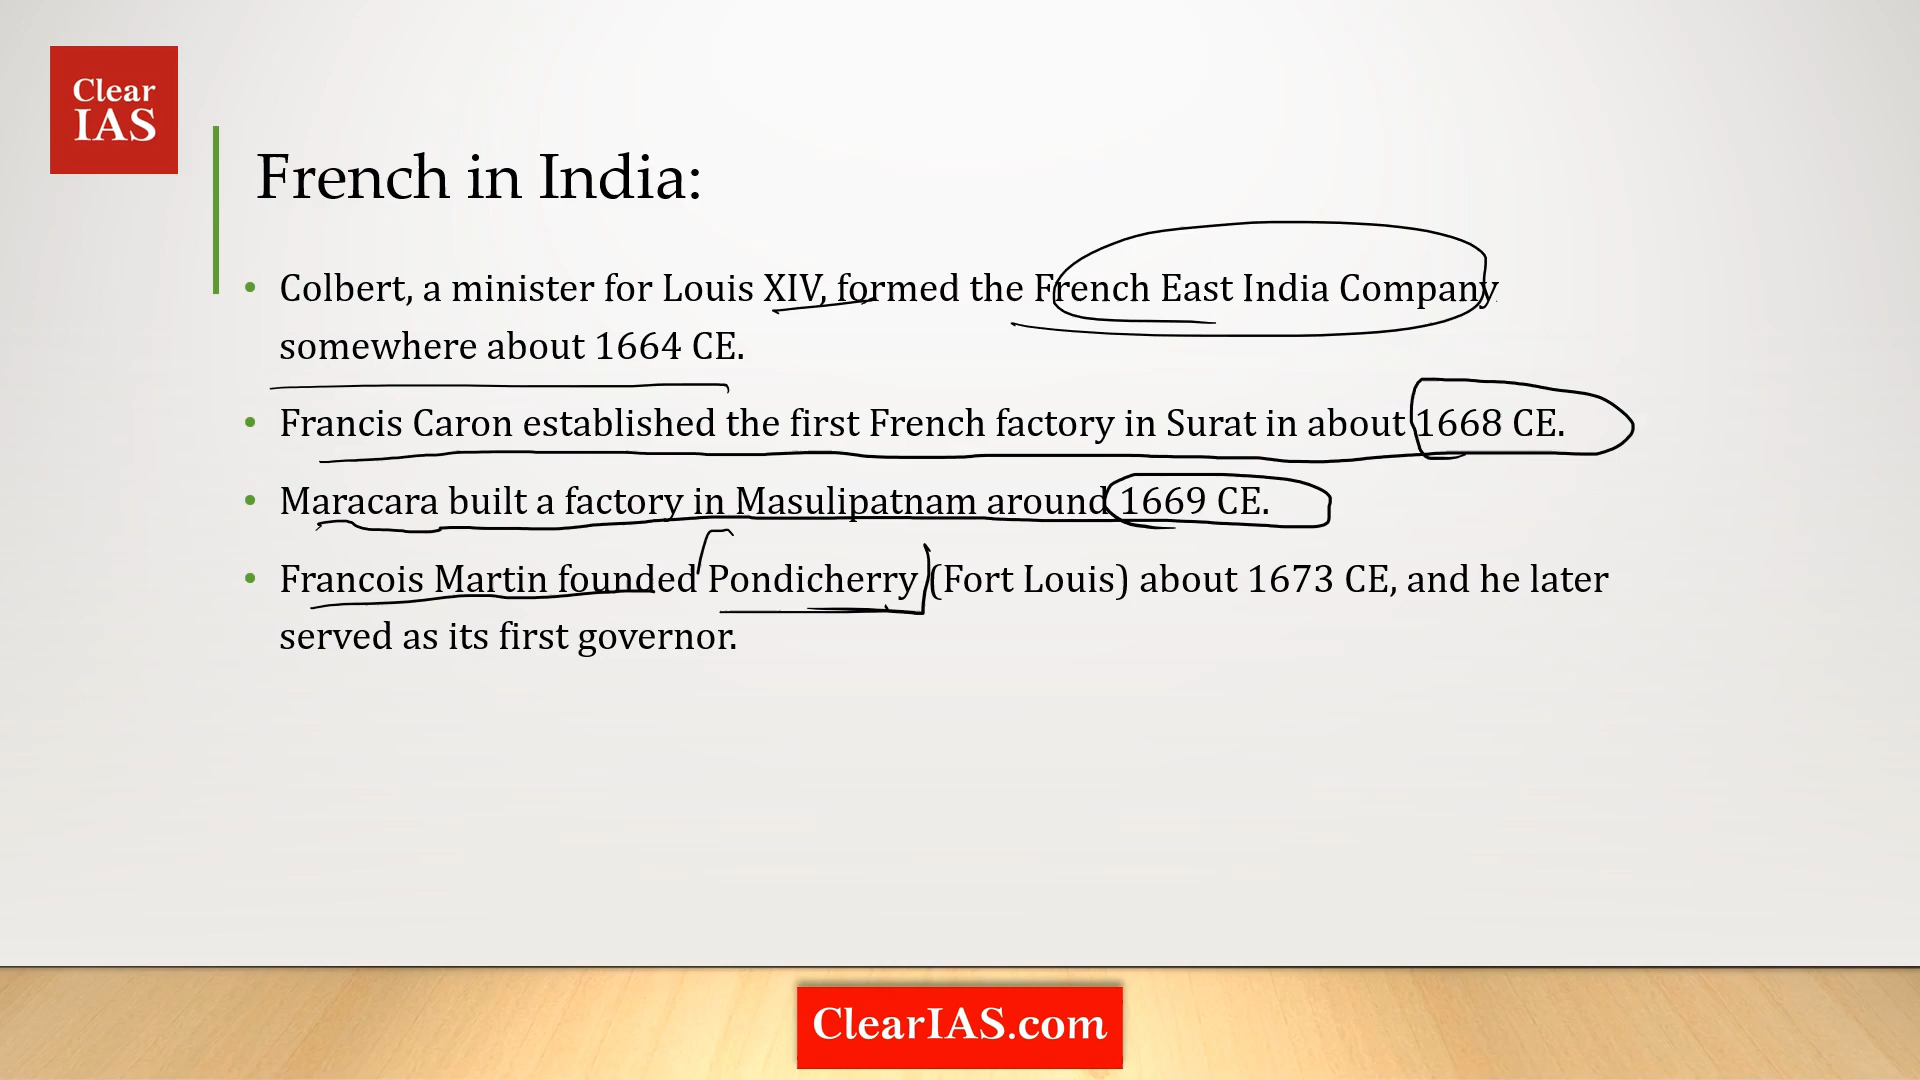 Clear
IAS
French in India:
• Colbert, a minister for Louis XIV, formed the French East India Company
somewhere about 1664 CE.
• Francis Caron established the first French factory in Surat in about 1668 CE.
• Maracara built a factory in Masulipatnam around 1669 CE.
• Francois Martin founded Pondicherry (Fort Louis) about 1673 CE, and he later
served as its first governor.
ClearIAS.com